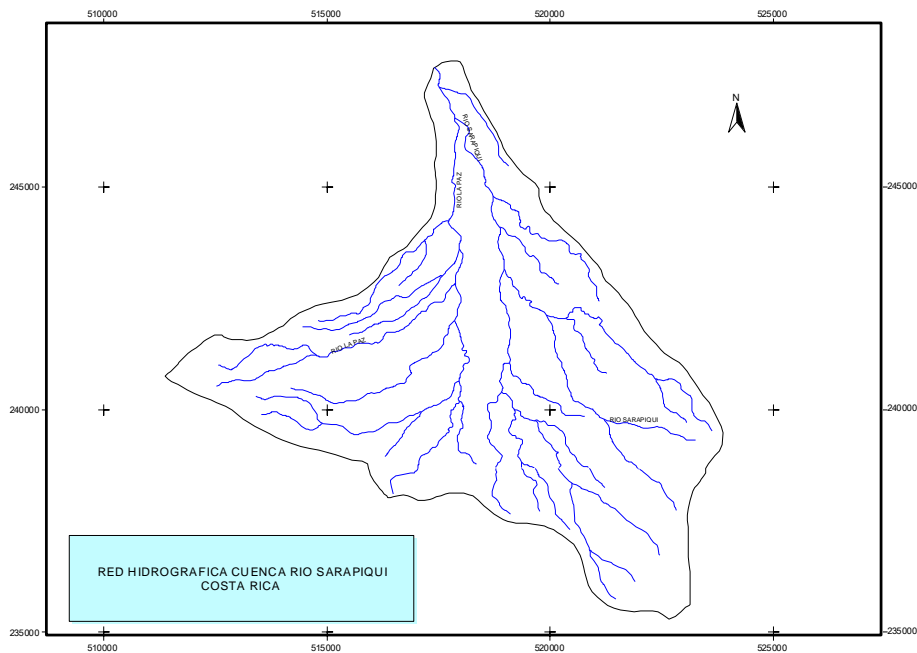 510000
515000
520000
525000
N
RIO SARAPIQUI
RIO LA PAZ
245000
245000
RIO LA PAZ
240000
240000
RIO SARAPIQUI
RED HIDROGRAFICA CUENCA RIO SARAPIQUI
COSTA RICA
235000
235000
510000
515000
520000
525000